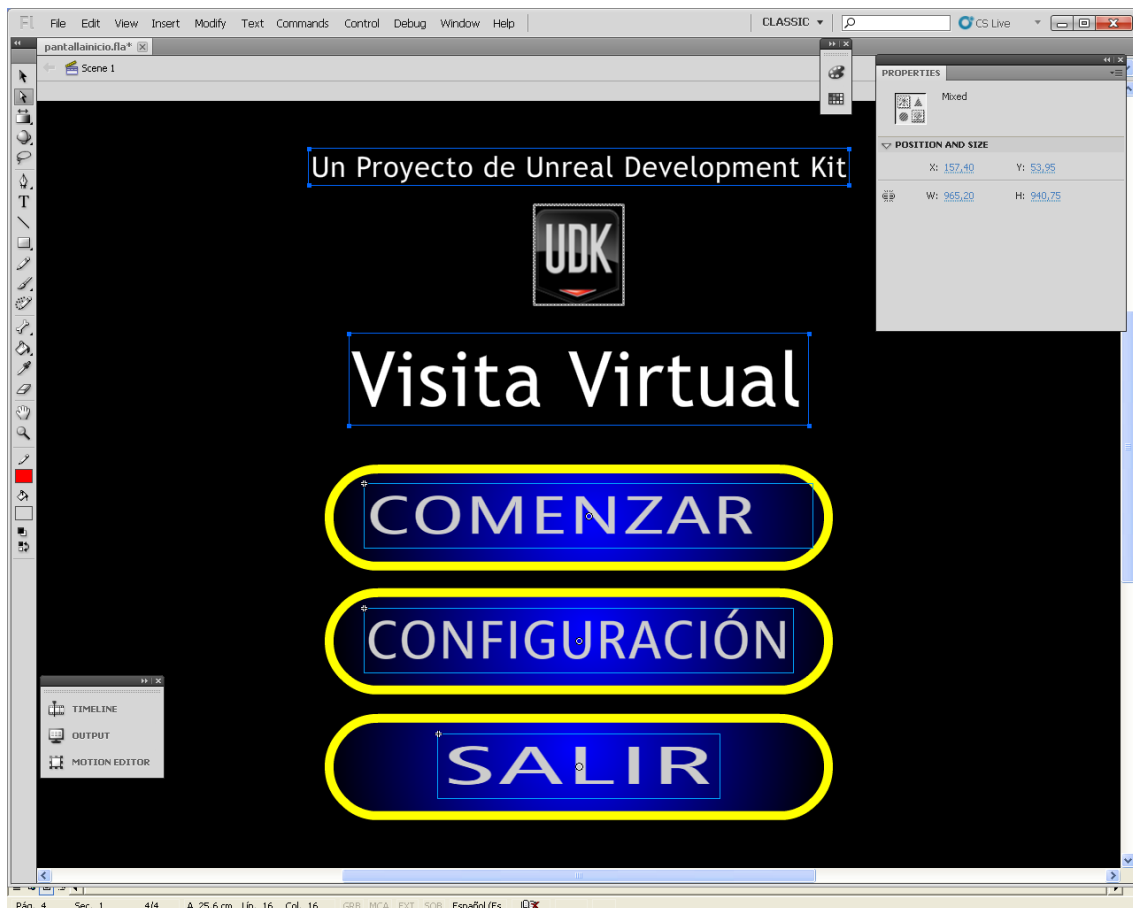 Fl File Edit View Insert Modify Text Commands Control Debug Window Help CLASSIC CS Live
pantallainicio.fla*
Scene 1
PROPERTIES
Mixed
POSITION AND SIZE
X: 157,40 Y: 53,95
W: 965,20 H: 940,75
Un Proyecto de Unreal Development Kit
UDK
Visita Virtual
COMENZAR
CONFIGURACIÓN
SALIR
TIMELINE
OUTPUT
MOTION EDITOR
Pág. 4 Sec. 1 4/4 A 25,6 cm Lín. 16 Col. 16 GRB MCA EXT SOB Español (Es